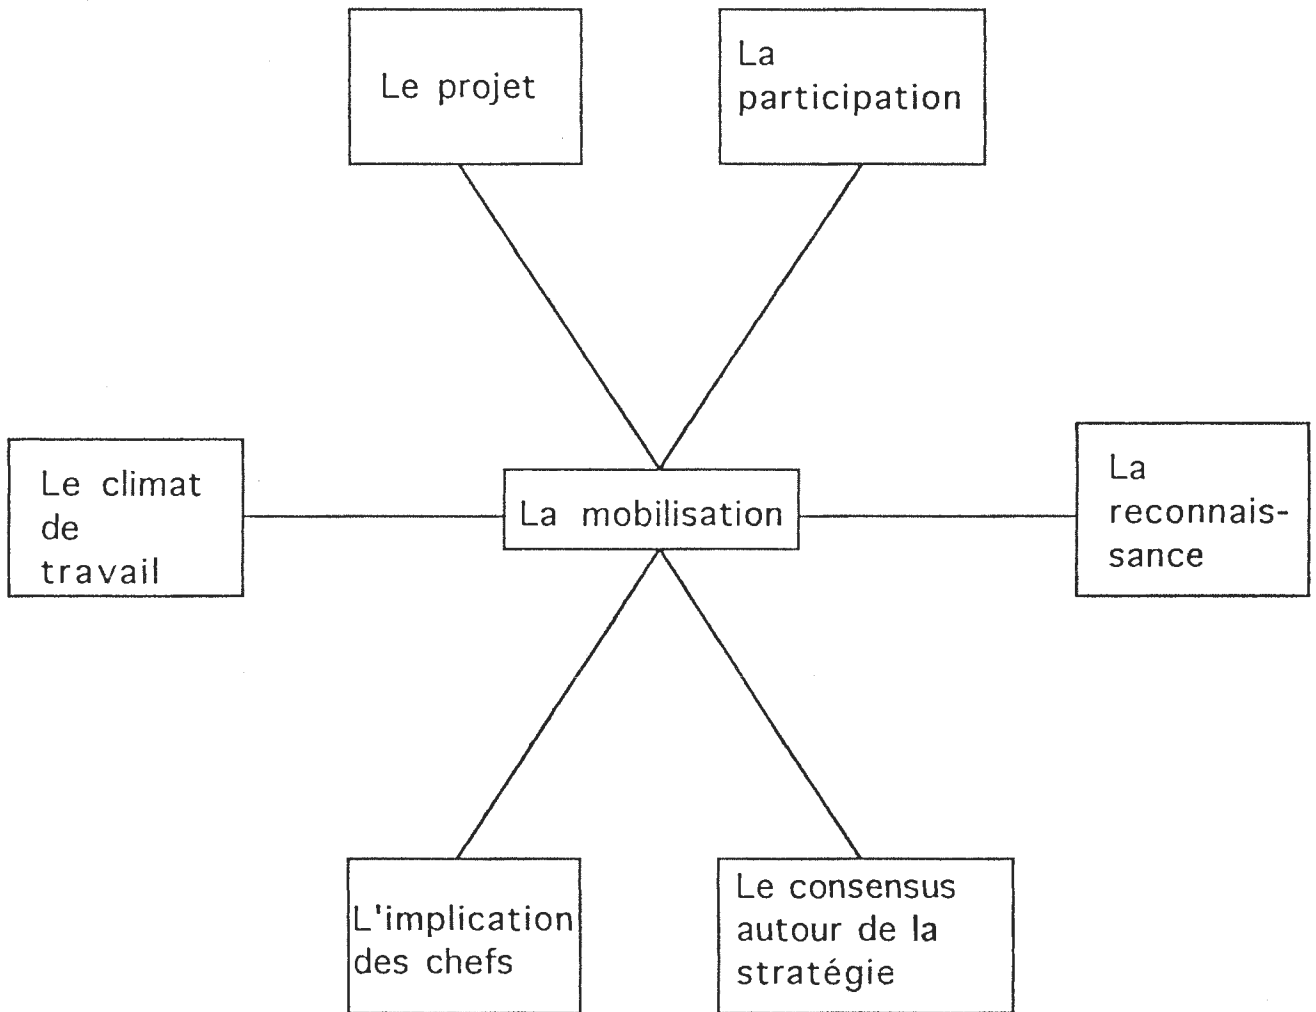 Le projet
La
participation
Le climat
de
travail
La mobilisation
La
reconnais-
sance
L'implication
des chefs
Le consensus
autour de la
stratégie